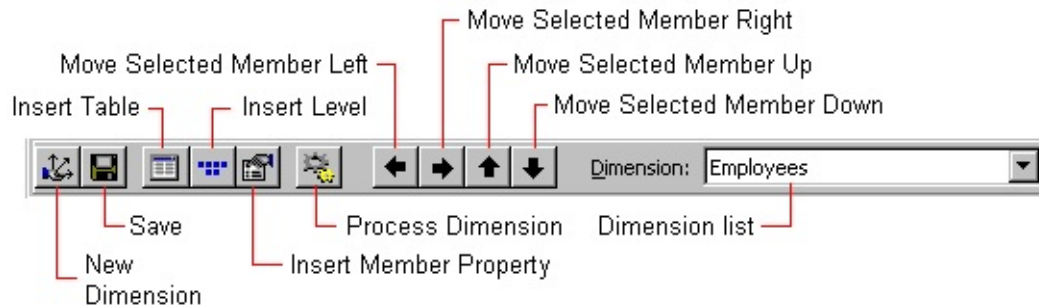 Move Selected Member Right
Move Selected Member Left
Move Selected Member Up
Insert Table
Insert Level
Move Selected Member Down
Dimension:
Employees
Save
Process Dimension
Dimension list
New
Dimension
Insert Member Property